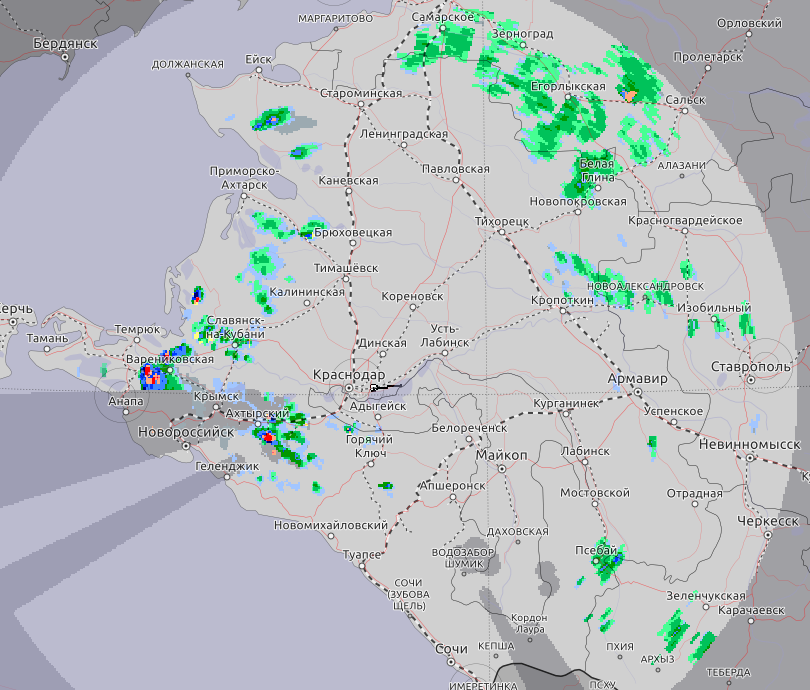 МАРГАРИТОВО
Самарское
Орловский
Бердянск
Зерноград
Пролетарск
ДОЛЖАНСКАЯ
Ейск
Староминская
Егорлыкская
Сальск
Ленинградская
Приморско-
Ахтарск
Каневская
Павловская
Белая
Глина
АЛАЗАНИ
Новопокровская
Брюховецкая
Тихорецк
Красногвардейское
Тимашёвск
Калининская
Кореновск
НОВОАЛЕКСАНДРОВСК
Кропоткин
Изобильный
ерчь
Темрюк
Славянск-
на-Кубани
Тамань
Динская
Усть-
Лабинск
Варениковская
Краснодар
Ставрополь
Армавир
Анапа
Крымск
Ахтырский
Адыгейск
Курганинск
Успенское
Новороссийск
Горячий
Ключ
Белореченск
Невинномысск
Геленджик
Майкоп
Лабинск
Апшеронск
Мостовской
Отрадная
Новомихайловский
Черкесск
ДАХОВСКАЯ
Туапсе
ВОДОЗАБОР
ШУМИК
Псебай
СОЧИ
(ЗУБОВА
ЩЕЛЬ)
Зеленчукская
Карачаевск
Кордон
Лаура
Сочи
КЕПША
ПХИЯ
АРХЫЗ
ТЕБЕРДА
ИМЕРЕТИНКА
ПСХУ